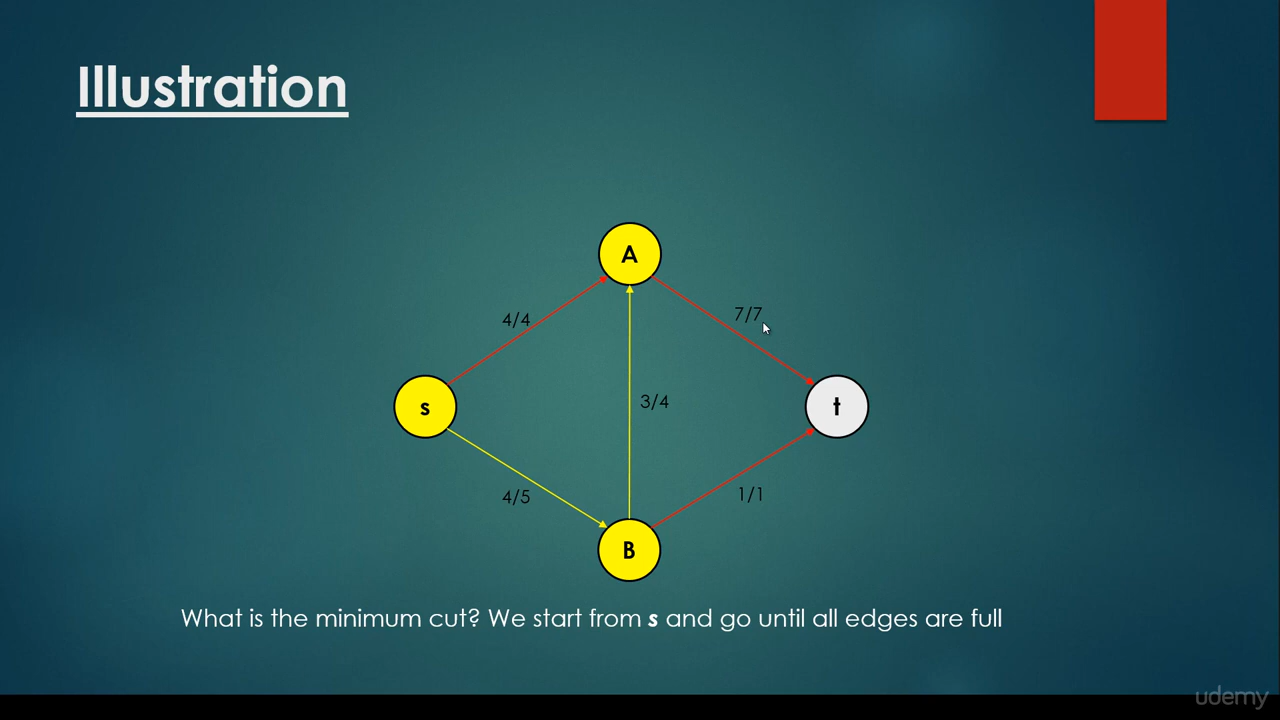 Illustration
A
4/4
7/7
s
3/4
t
4/5
1/1
B
What is the minimum cut? We start from s and go until all edges are full
udemy